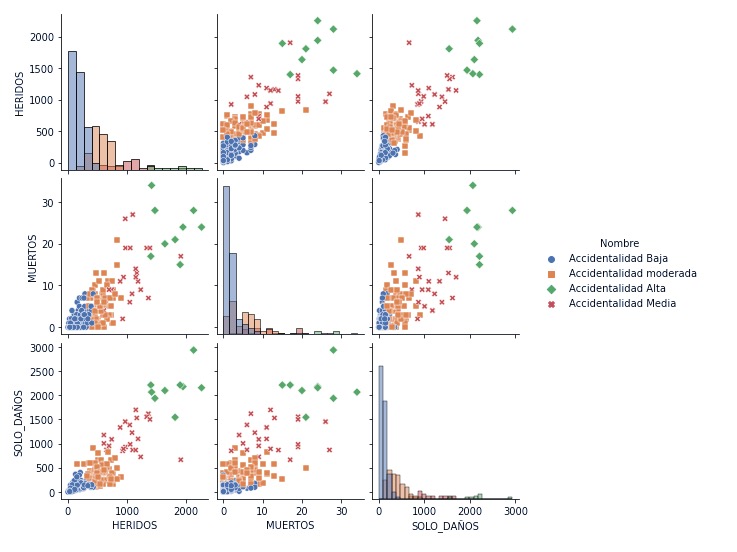 2000
1500
1000
500
0
HERIDOS
30
20
10
0
MUERTOS
Nombre
Accidentalidad Baja
Accidentalidad moderada
Accidentalidad Alta
Accidentalidad Media
3000
2500
2000
1500
1000
500
0
SOLO_DAÑOS
0 1000 2000
HERIDOS
0 10 20 30
MUERTOS
0 1000 2000 3000
SOLO_DAÑOS